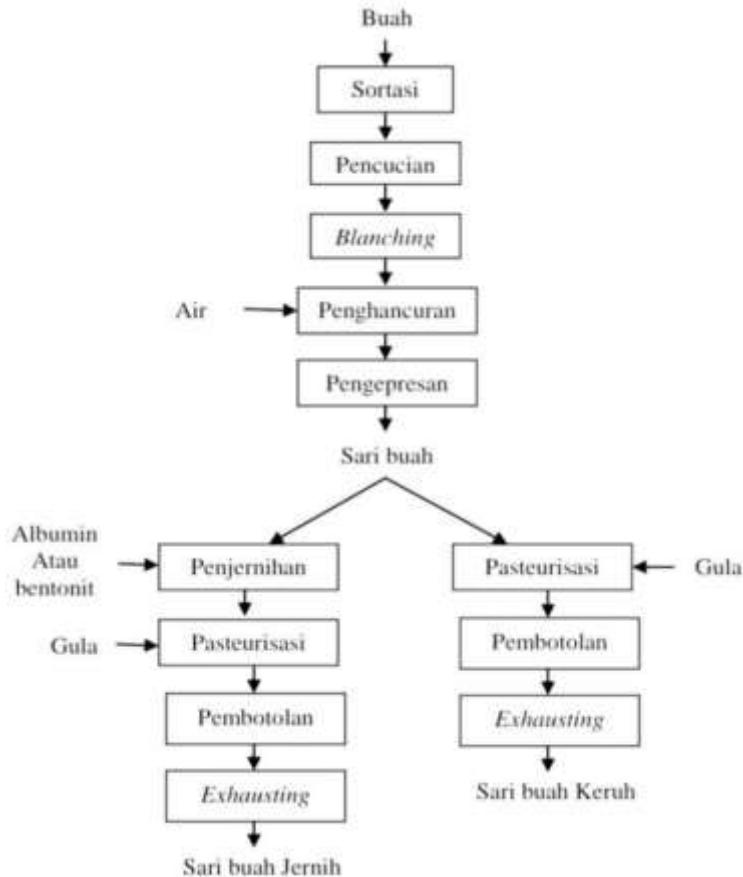 Buah
Sortasi
Pencucian
Blanching
Air
Penghancuran
Pengepresan
Sari buah
Albumin
Atau
bentonit
Penjernihan
Gula
Pasteurisasi
Pembotolan
Exhausting
Sari buah Jernih
Pasteurisasi
Gula
Pembotolan
Exhausting
Sari buah Keruh